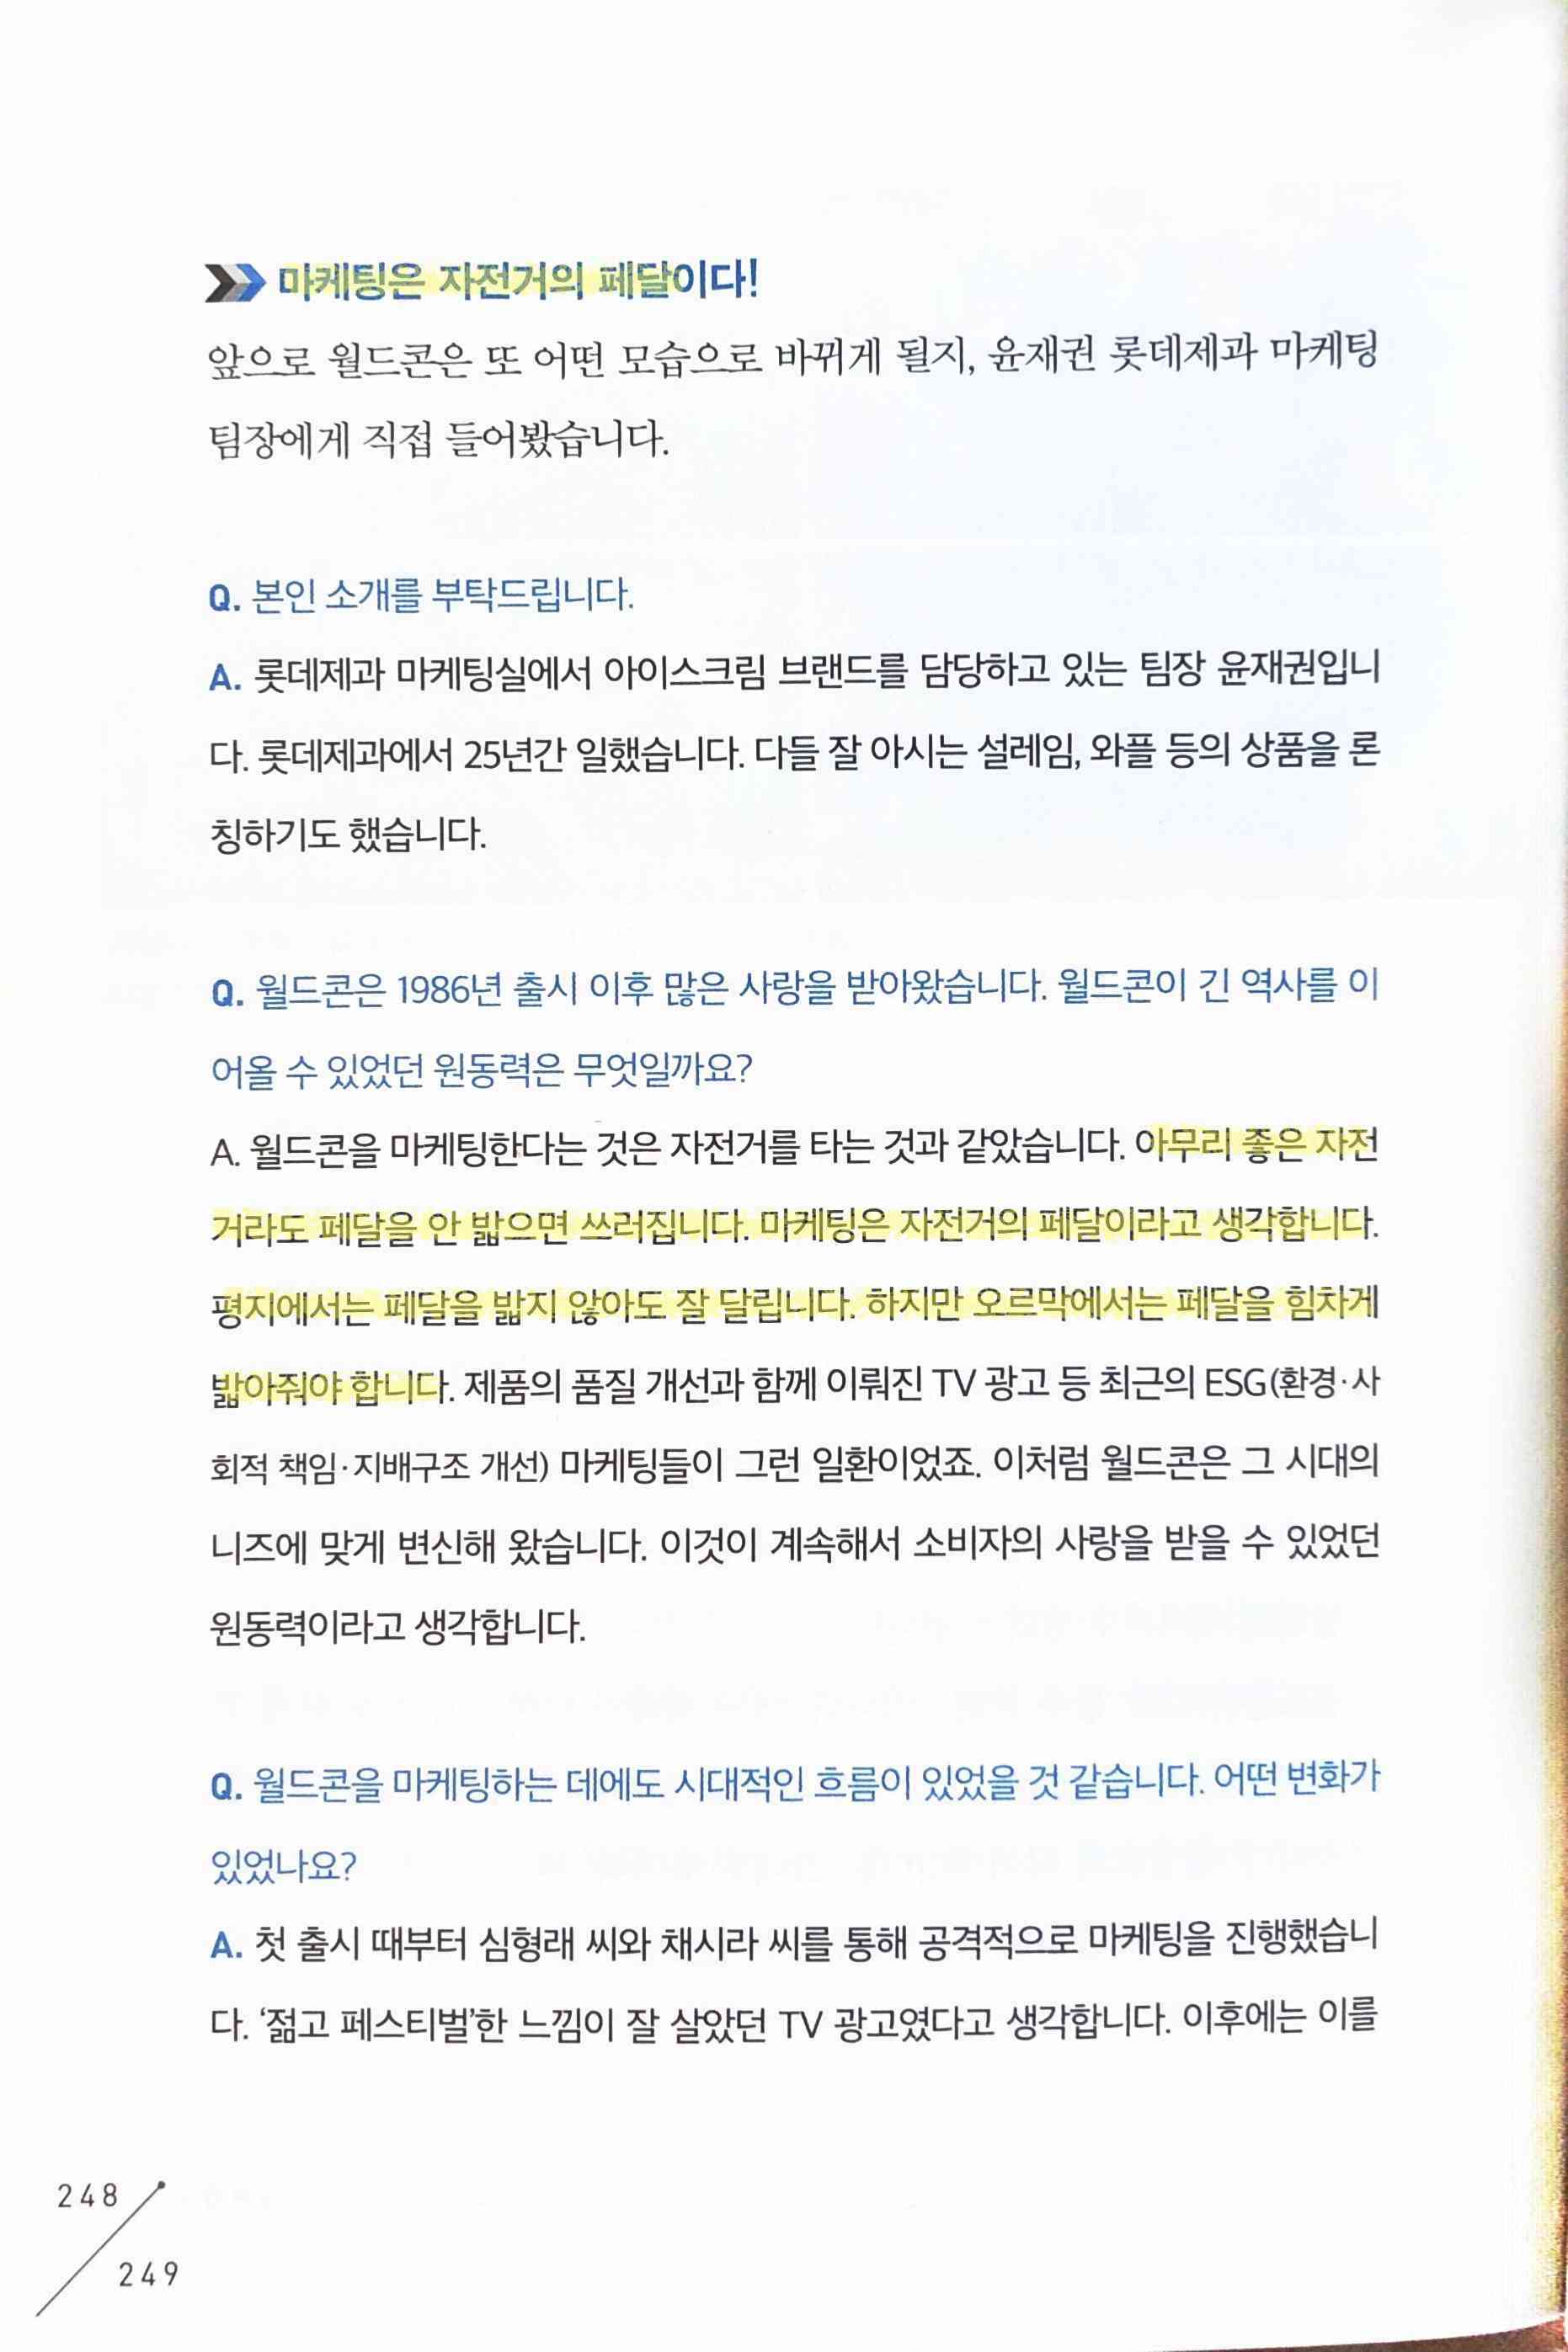 마케팅은 자전거의 페달이다!
앞으로 월드콘은 또 어떤 모습으로 바뀌게 될지, 윤재권 롯데제과 마케팅
팀장에게 직접 들어봤습니다.
Q. 본인 소개를 부탁드립니다.
A. 롯데제과 마케팅실에서 아이스크림 브랜드를 담당하고 있는 팀장 윤재권입니
다. 롯데제과에서 25년간 일했습니다. 다들 잘 아시는 설레임, 와플 등의 상품을 론
칭하기도 했습니다.
Q. 월드콘은 1986년 출시 이후 많은 사랑을 받아왔습니다. 월드콘이 긴 역사를 이
어올 수 있었던 원동력은 무엇일까요?
A. 월드콘을 마케팅한다는 것은 자전거를 타는 것과 같았습니다. 아무리 좋은 자전
거라도 페달을 안 밟으면 쓰러집니다. 마케팅은 자전거의 페달이라고 생각합니다.
평지에서는 페달을 밟지 않아도 잘 달립니다. 하지만 오르막에서는 페달을 힘차게
밟아줘야 합니다. 제품의 품질 개선과 함께 이뤄진 TV 광고 등 최근의 ESG(환경·사
회적 책임·지배구조 개선) 마케팅들이 그런 일환이었죠. 이처럼 월드콘은 그 시대의
니즈에 맞게 변신해 왔습니다. 이것이 계속해서 소비자의 사랑을 받을 수 있었던
원동력이라고 생각합니다.
Q. 월드콘을 마케팅하는 데에도 시대적인 흐름이 있었을 것 같습니다. 어떤 변화가
있었나요?
A. 첫 출시 때부터 심형래 씨와 채시라 씨를 통해 공격적으로 마케팅을 진행했습니
다. ‘젊고 페스티벌’한 느낌이 잘 살았던 TV 광고였다고 생각합니다. 이후에는 이를
248
249